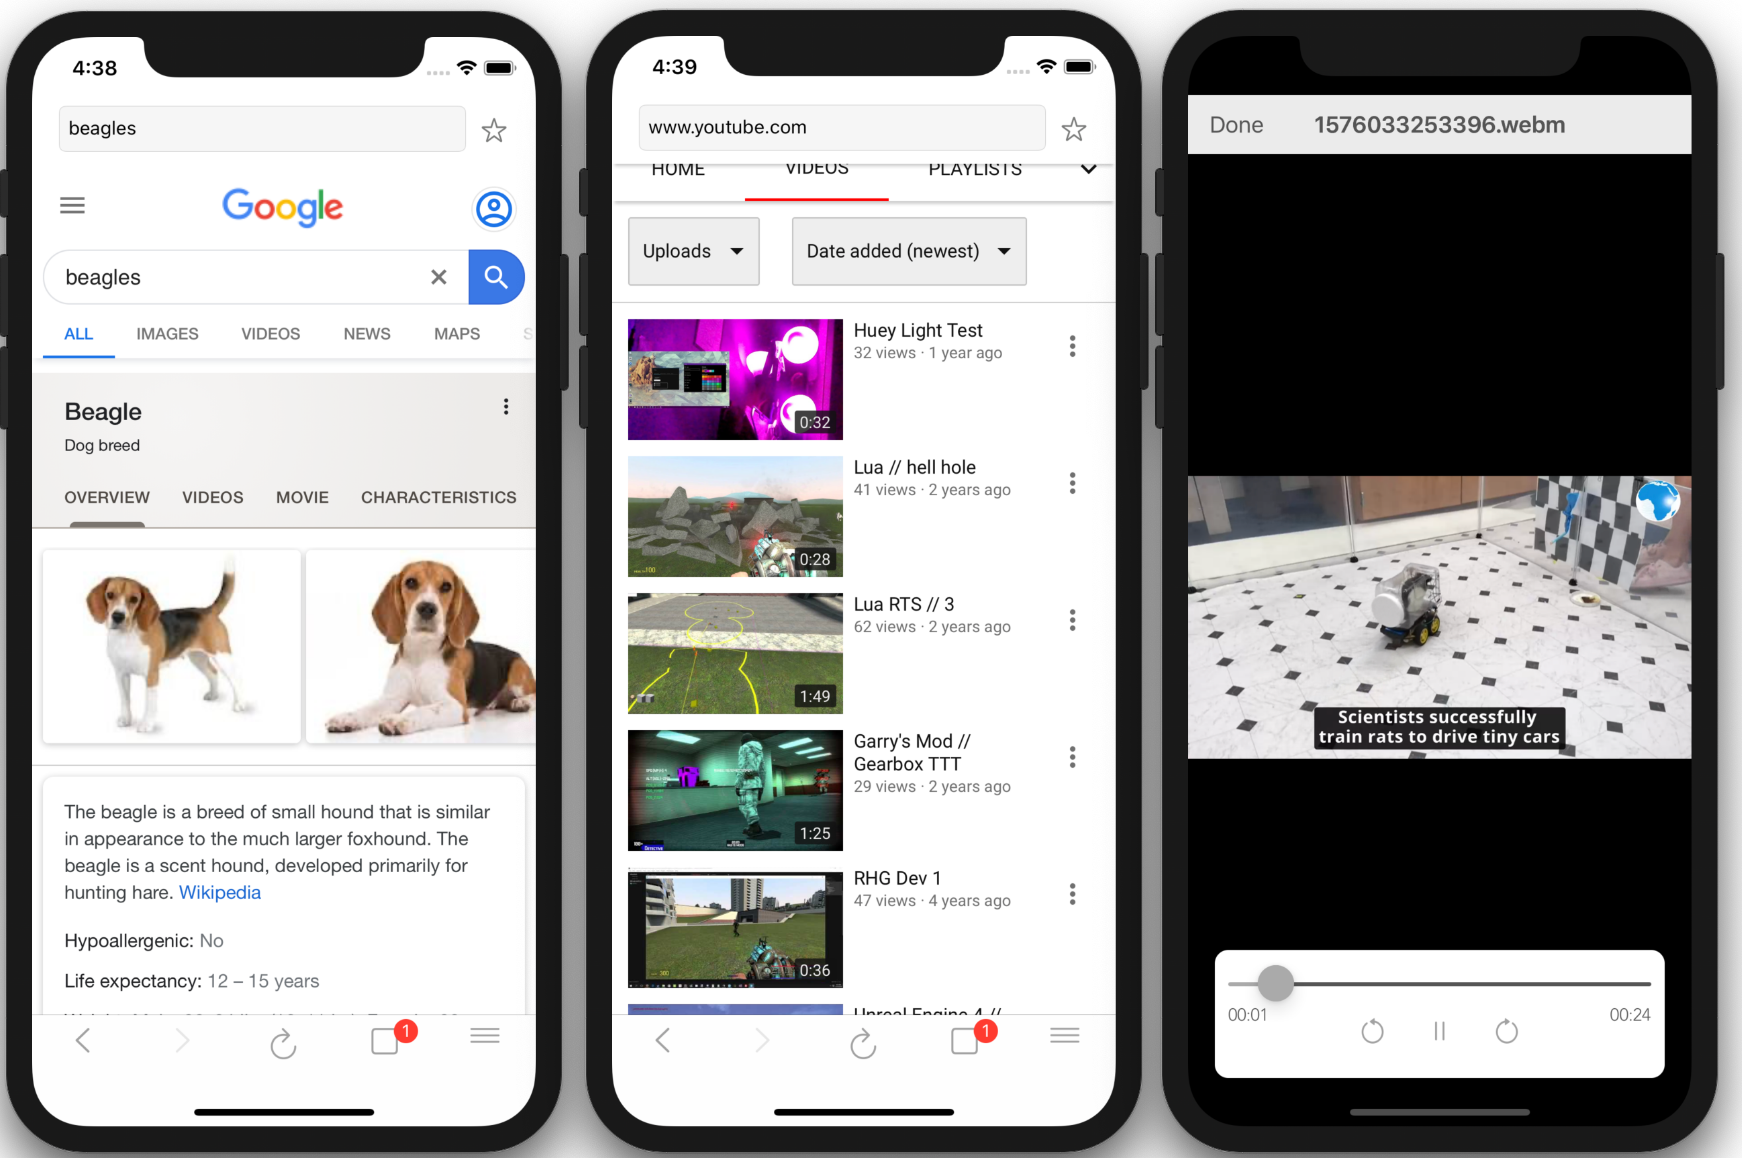 4:38
beagles
Google
beagles
ALL IMAGES VIDEOS NEWS MAPS S
Beagle
Dog breed
OVERVIEW VIDEOS MOVIE CHARACTERISTICS
The beagle is a breed of small hound that is similar
in appearance to the much larger foxhound. The
beagle is a scent hound, developed primarily for
hunting hare. Wikipedia
Hypoallergenic: No
Life expectancy: 12 – 15 years
1
4:39
www.youtube.com
HOME VIDEOS PLAYLISTS
Uploads
Date added (newest)
Huey Light Test
32 views · 1 year ago
0:32
Lua // hell hole
41 views · 2 years ago
0:28
Lua RTS // 3
62 views · 2 years ago
1:49
Garry's Mod //
Gearbox TTT
29 views · 2 years ago
1:25
RHG Dev 1
47 views · 4 years ago
0:36
Unreal Engine 4 //
1
Done 1576033253396.webm
Scientists successfully
train rats to drive tiny cars
00:01 00:24